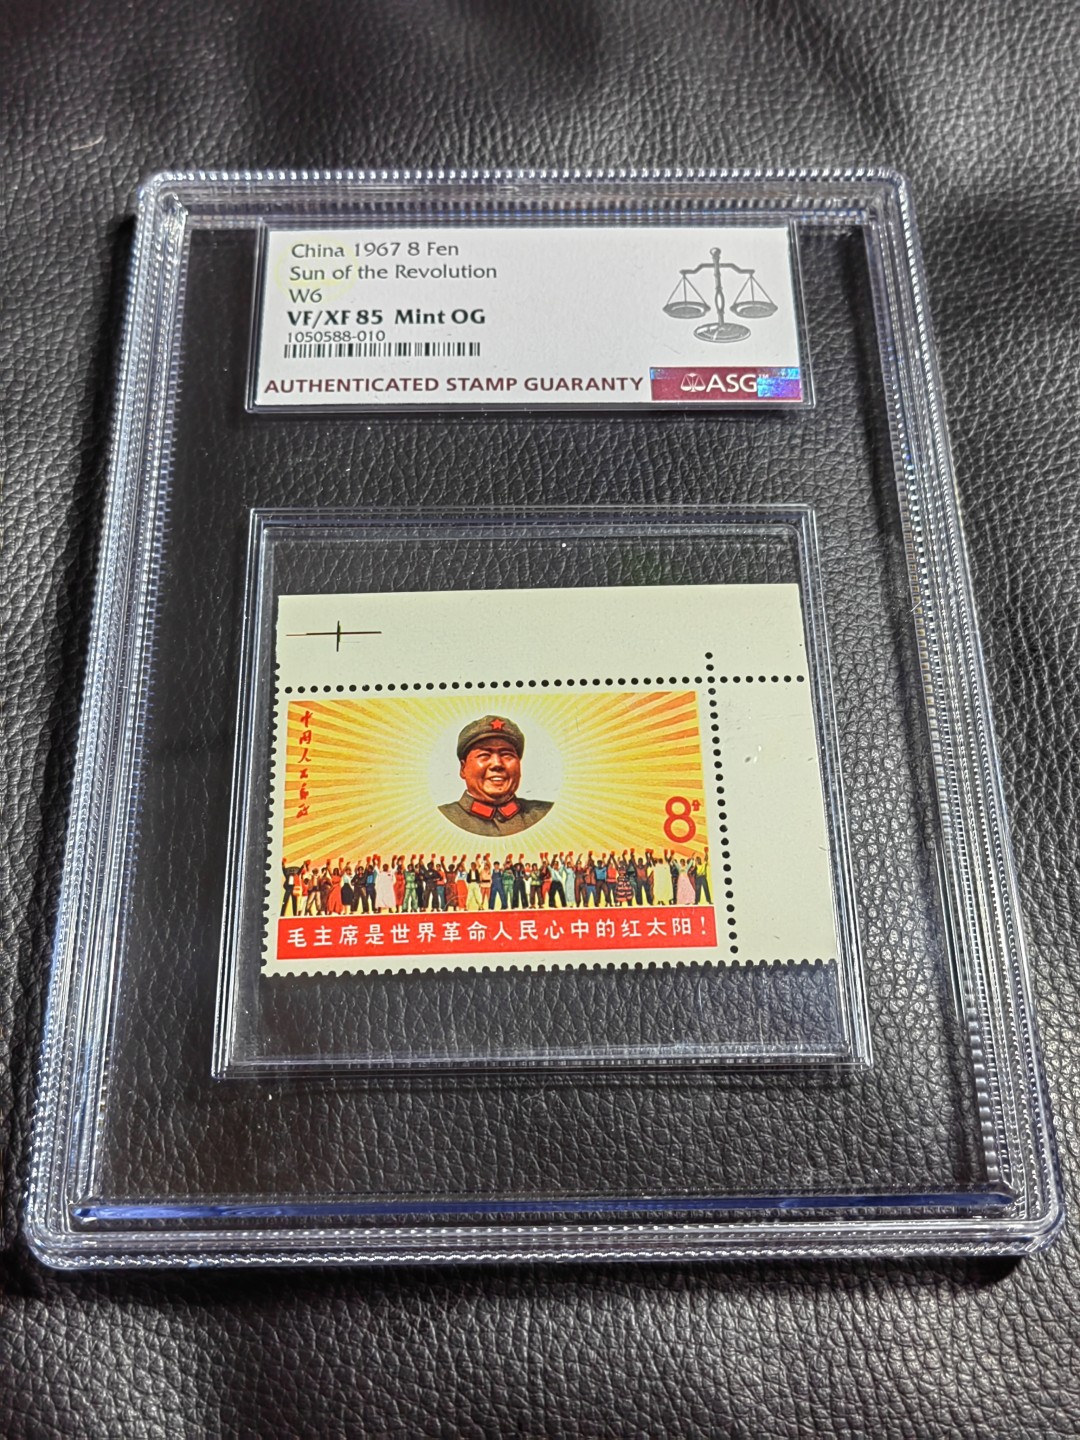 China 1967 8 Fen
Sun of the Revolution
W6
VF/XF 85 Mint OG
1050588-010
AUTHENTICATED STAMP GUARANTY
ASG™
中国人民邮政
8分
毛主席是世界革命人民心中的红太阳！